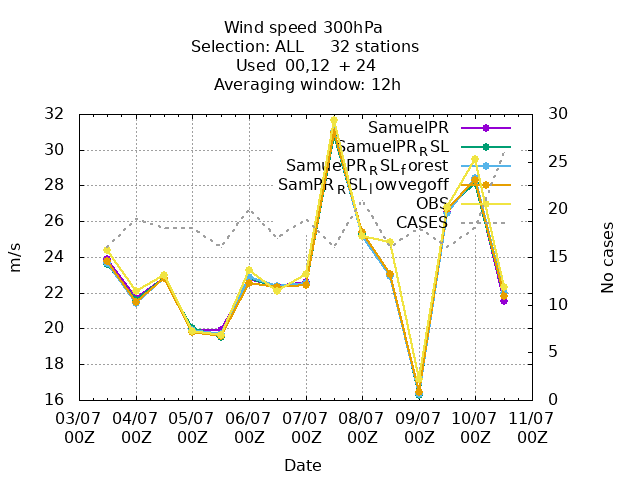 Wind speed 300hPa
Selection: ALL 32 stations
Used 00,12 + 24
Averaging window: 12h
32 30
30 25
28 20
26
24 15
22 10
20
18 5
16 0
m/s
No cases
SamuelPR
SamuelPR_RSL
SamuelPR_RSL_forest
SamPR_RSL_lowvegoff
OBS
CASES
03/07 04/07 05/07 06/07 07/07 08/07 09/07 10/07 11/07
00Z 00Z 00Z 00Z 00Z 00Z 00Z 00Z 00Z
Date